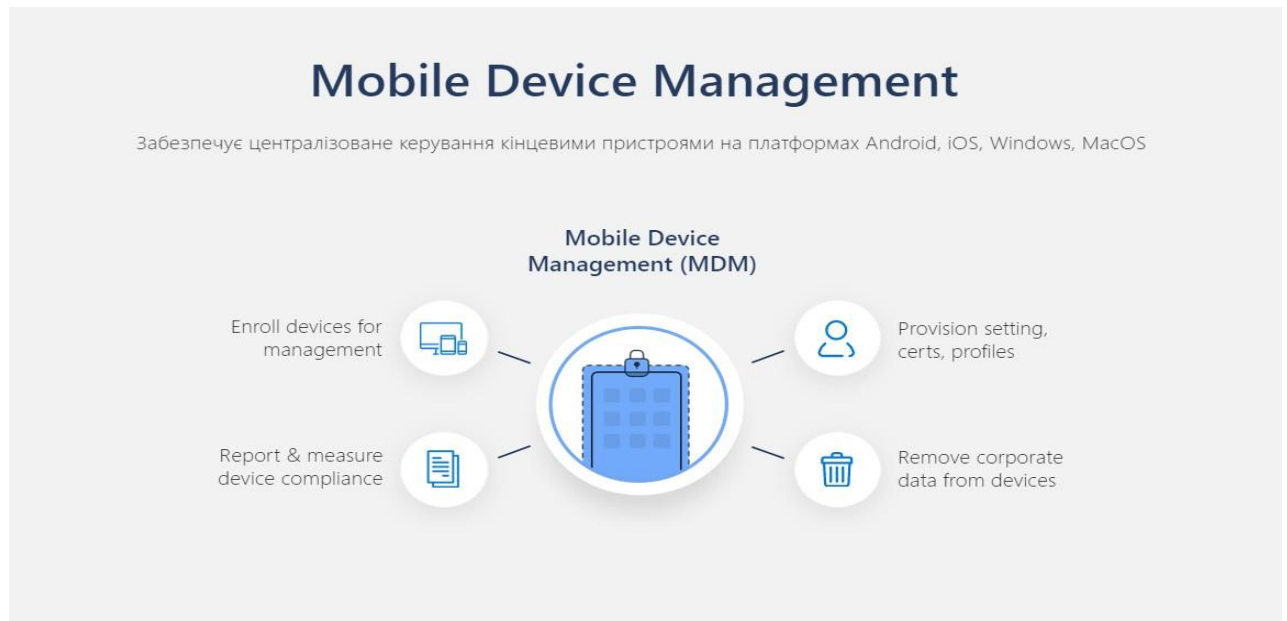 Mobile Device Management
Забезпечує централізоване керування кінцевими пристроями на платформах Android, iOS, Windows, MacOS
Mobile Device
Management (MDM)
Enroll devices for
management
Provision setting,
certs, profiles
Report & measure
device compliance
Remove corporate
data from devices